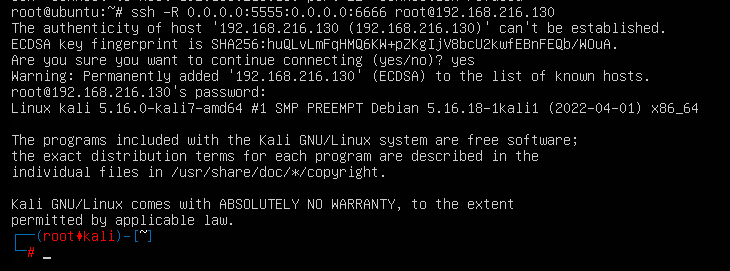 root@ubuntu:~# ssh -R 0.0.0.0:5555:0.0.0.0:6666 root@192.168.216.130
The authenticity of host '192.168.216.130 (192.168.216.130)' can't be established.
ECDSA key fingerprint is SHA256:huQLvLmFqHMQ6KW+pZKgIjV8bcU2kwfEBnFEQb/WOuA.
Are you sure you want to continue connecting (yes/no)? yes
Warning: Permanently added '192.168.216.130' (ECDSA) to the list of known hosts.
root@192.168.216.130's password:
Linux kali 5.16.0-kali7-amd64 #1 SMP PREEMPT Debian 5.16.18-1kali1 (2022-04-01) x86_64
The programs included with the Kali GNU/Linux system are free software;
the exact distribution terms for each program are described in the
individual files in /usr/share/doc/*/copyright.
Kali GNU/Linux comes with ABSOLUTELY NO WARRANTY, to the extent
permitted by applicable law.
┌──(root♦kali)-[~]
└─# _